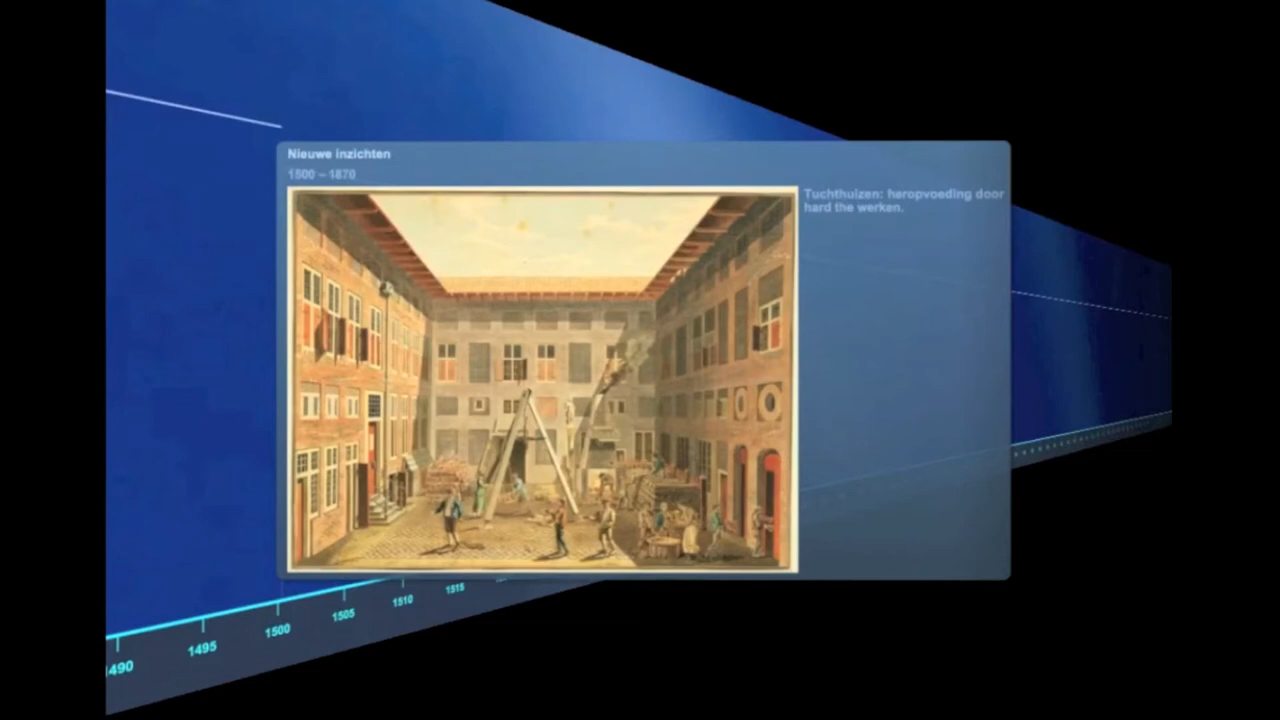 Nieuwe inzichten
1500 – 1870
Tuchthuizen: heropvoeding door
hard the werken.
1490
1495
1500
1505
1510
1515